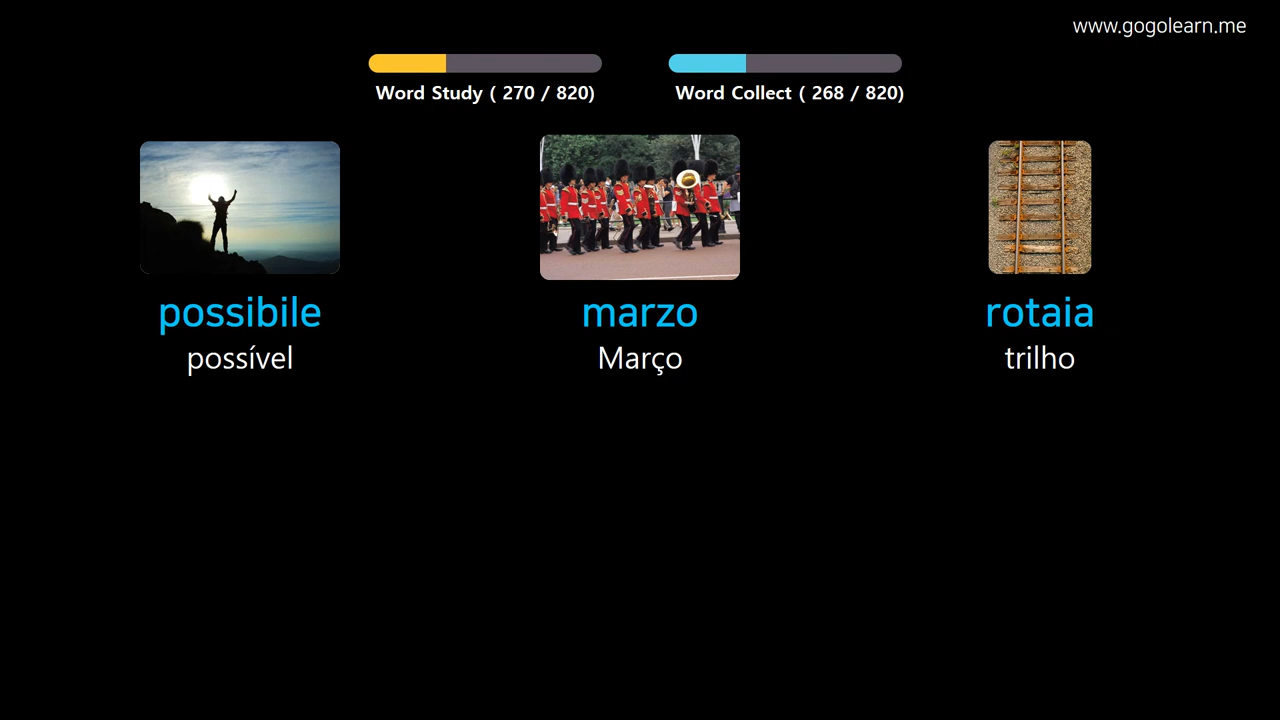 www.gogolearn.me
Word Study ( 270 / 820)
Word Collect ( 268 / 820)
possibile
marzo
rotaia
possível
Março
trilho